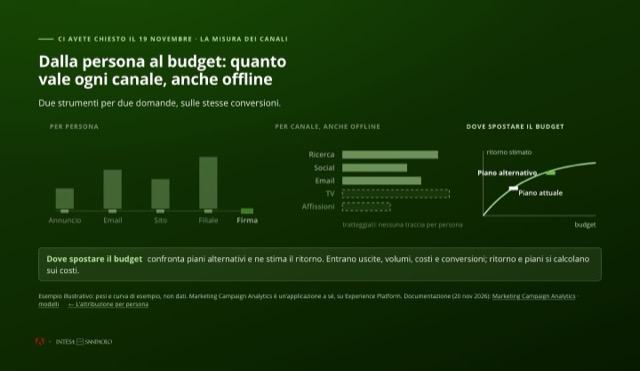 CI AVETE CHIESTO IL 19 NOVEMBRE · LA MISURA DEI CANALI
Dalla persona al budget: quanto
vale ogni canale, anche offline
Due strumenti per due domande, sulle stesse conversioni.
PER PERSONA
Annuncio
Email
Sito
Filiale
Firma
PER CANALE, ANCHE OFFLINE
Ricerca
Social
Email
TV
Affissioni
tratteggiati: nessuna traccia per persona
DOVE SPOSTARE IL BUDGET
ritorno stimato
Piano alternativo
Piano attuale
budget
Dove spostare il budget confronta piani alternativi e ne stima il ritorno. Entrano uscite, volumi, costi e conversioni; ritorno e piani si calcolano
sui costi.
Esempio illustrativo: pesi e curva di esempio, non dati. Marketing Campaign Analytics è un'applicazione a sé, su Experience Platform. Documentazione (20 nov 2026): Marketing Campaign Analytics ·
modelli ← L'attribuzione per persona
INTESA SANPAOLO